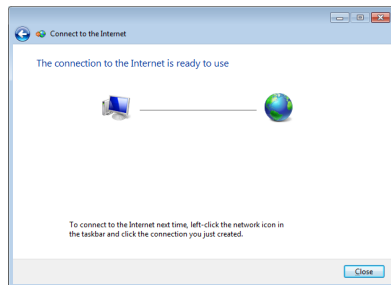 Connect to the Internet
The connection to the Internet is ready to use
To connect to the Internet next time, left-click the network icon in
the taskbar and click the connection you just created.
Close